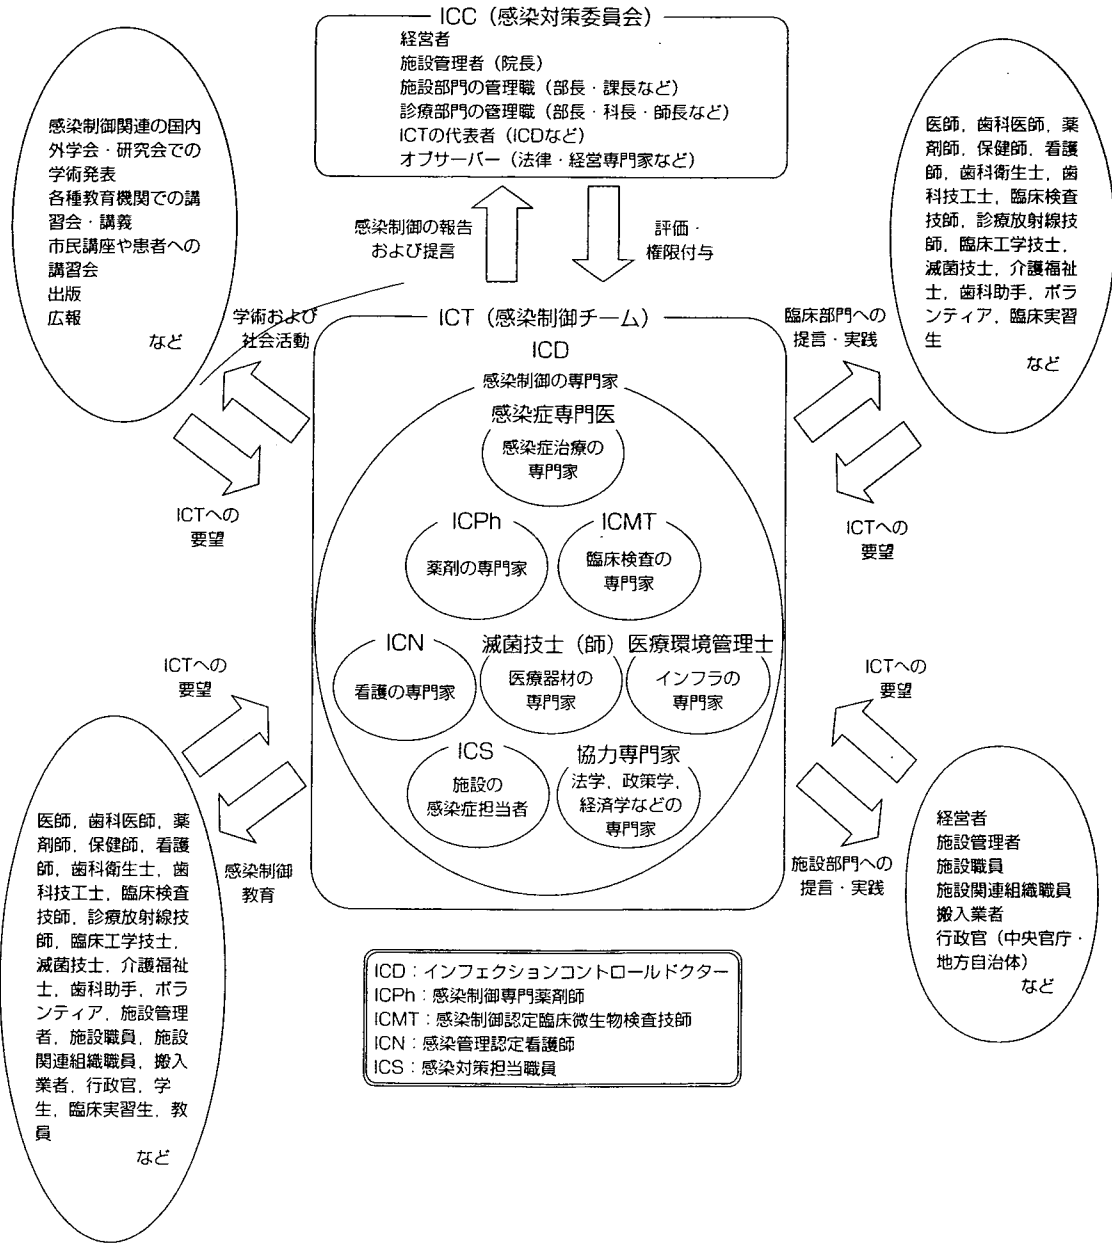 ICC（感染対策委員会）
経営者
施設管理者（院長）
施設部門の管理職（部長・課長など）
診療部門の管理職（部長・科長・師長など）
ICTの代表者（ICDなど）
オブサーバー（法律・経営専門家など）
感染制御の報告
および提言
評価・
権限付与
感染制御関連の国内
外学会・研究会での
学術発表
各種教育機関での講
習会・講義
市民講座や患者への
講習会
出版
広報
など
学術および
社会活動
ICTへの
要望
医師，歯科医師，薬
剤師，保健師，看護
師，歯科衛生士，歯
科技工士，臨床検査
技師，診療放射線技
師，臨床工学技士，
滅菌技士，介護福祉
士，歯科助手，ボラ
ンティア，臨床実習
生
など
臨床部門への
提言・実践
ICTへの
要望
ICT（感染制御チーム）
ICD
感染制御の専門家
感染症専門医
感染症治療の
専門家
ICPh
薬剤の専門家
ICMT
臨床検査の
専門家
ICN
看護の専門家
滅菌技士（師）
医療器材の
専門家
医療環境管理士
インフラの
専門家
ICS
施設の
感染症担当者
協力専門家
法学，政策学，
経済学などの
専門家
ICTへの
要望
感染制御
教育
医師，歯科医師，薬
剤師，保健師，看護
師，歯科衛生士，歯
科技工士，臨床検査
技師，診療放射線技
師，臨床工学技士，
滅菌技士，介護福祉
士，歯科助手，ボラ
ンティア，施設管理
者，施設職員，施設
関連組織職員，搬入
業者，行政官，学
生，臨床実習生，教
員
など
ICTへの
要望
施設部門への
提言・実践
経営者
施設管理者
施設職員
施設関連組織職員
搬入業者
行政官（中央官庁・
地方自治体）
など
ICD：インフェクションコントロールドクター
ICPh：感染制御専門薬剤師
ICMT：感染制御認定臨床微生物検査技師
ICN：感染管理認定看護師
ICS：感染対策担当職員